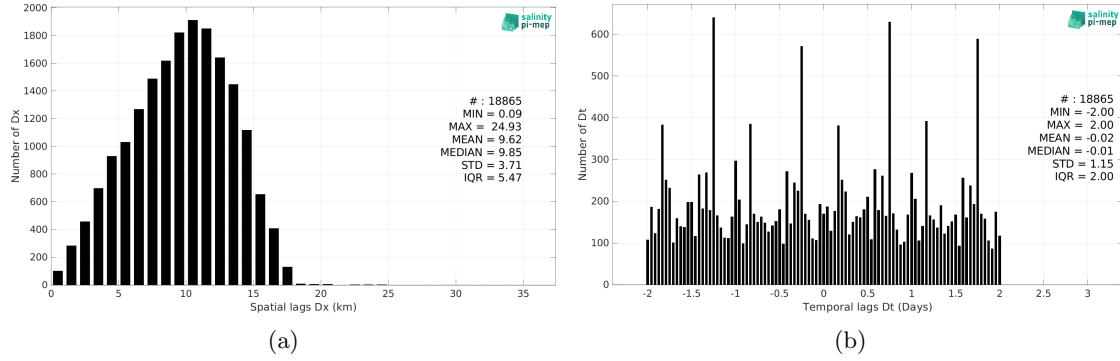 2000
1800
1600
1400
1200
1000
800
600
400
200
0
Number of Dx
salinity
pi-mep
# : 18865
MIN = 0.09
MAX = 24.93
MEAN = 9.62
MEDIAN = 9.85
STD = 3.71
IQR = 5.47
0 5 10 15 20 25 30 35
Spatial lags Dx (km)
(a)
600
500
400
300
200
100
0
Number of Dt
salinity
pi-mep
# : 18865
MIN = -2.00
MAX = 2.00
MEAN = -0.02
MEDIAN = -0.01
STD = 1.15
IQR = 2.00
-2 -1.5 -1 -0.5 0 0.5 1 1.5 2 2.5 3
Temporal lags Dt (Days)
(b)